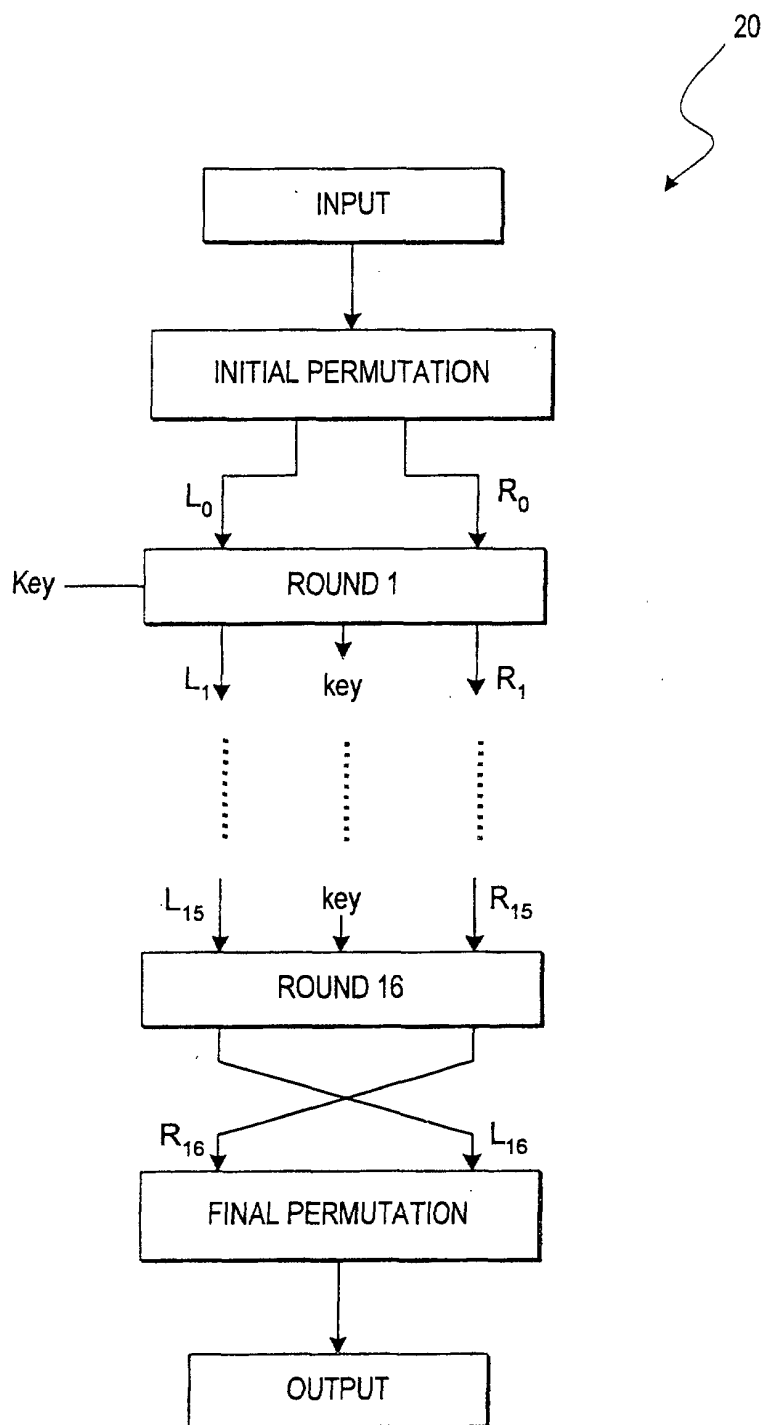 20
INPUT
INITIAL PERMUTATION
L₀ R₀
Key ROUND 1
L₁ key R₁
L₁₅ key R₁₅
ROUND 16
R₁₆ L₁₆
FINAL PERMUTATION
OUTPUT